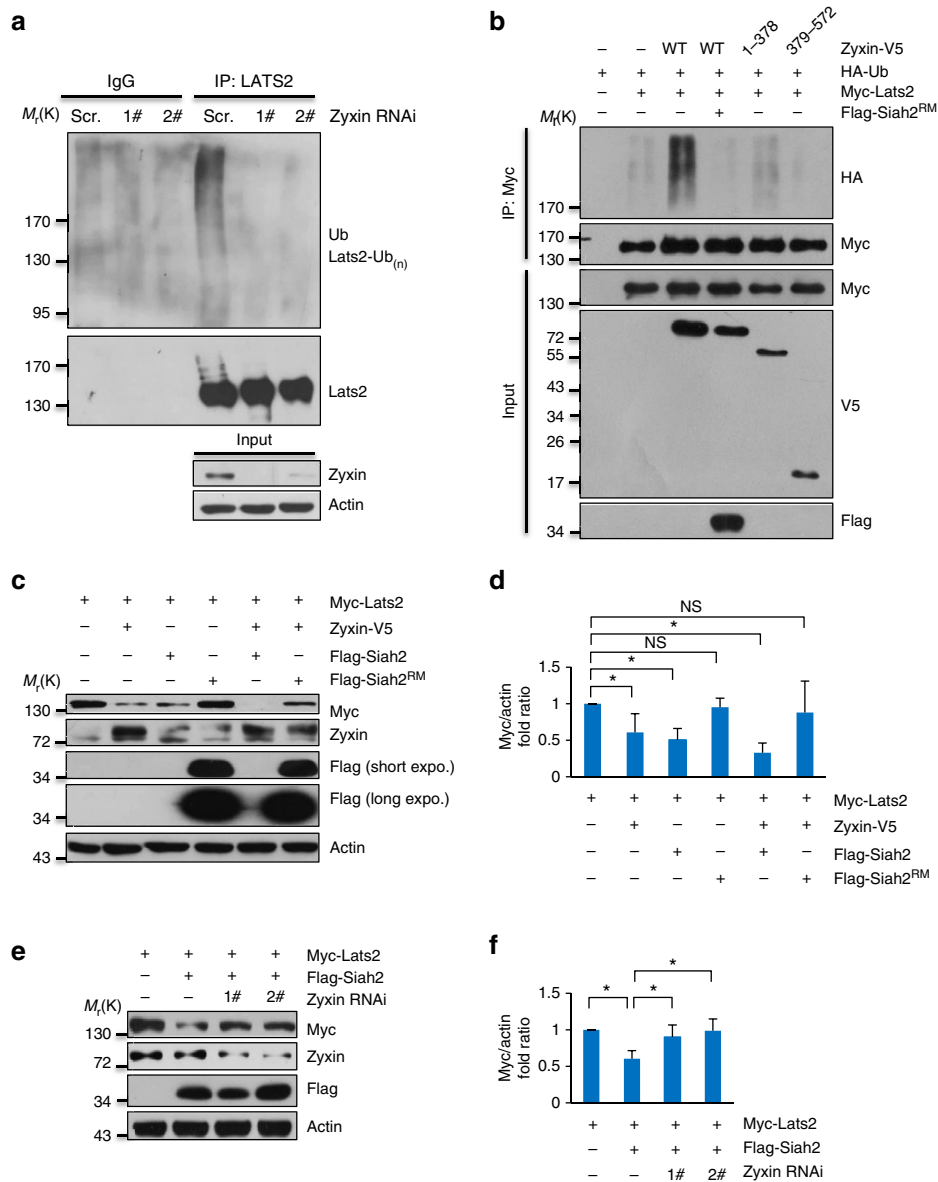 a
IgG IP: LATS2
Mr(K) Scr. 1# 2# Scr. 1# 2# Zyxin RNAi
170
130
95
Ub
Lats2-Ub(n)
170
130
Lats2
Input
Zyxin
Actin
b
– – WT WT 1–378 379–572 Zyxin-V5
+ + + + + + HA-Ub
– + + + + + Myc-Lats2
– – – + – – Flag-Siah2RM
Mr(K)
IP: Myc
170
HA
170
130
Myc
Input
130
Myc
72
55
43
34
26
17
V5
34
Flag
c
+ + + + + + Myc-Lats2
– + – – + + Zyxin-V5
– – + – + – Flag-Siah2
Mr(K) – – – + – + Flag-Siah2RM
130 Myc
72 Zyxin
34 Flag (short expo.)
34 Flag (long expo.)
43 Actin
d
NS
*
NS
*
*
Myc/actin
fold ratio
1.5
1
0.5
0
+ + + + + + Myc-Lats2
– + – – + + Zyxin-V5
– – + – + – Flag-Siah2
– – – + – + Flag-Siah2RM
e
+ + + + Myc-Lats2
– + + + Flag-Siah2
– – 1# 2# Zyxin RNAi
Mr(K)
130 Myc
72 Zyxin
34 Flag
43 Actin
f
*
* *
Myc/actin
fold ratio
1.5
1
0.5
0
+ + + + Myc-Lats2
– + + + Flag-Siah2
– – 1# 2# Zyxin RNAi